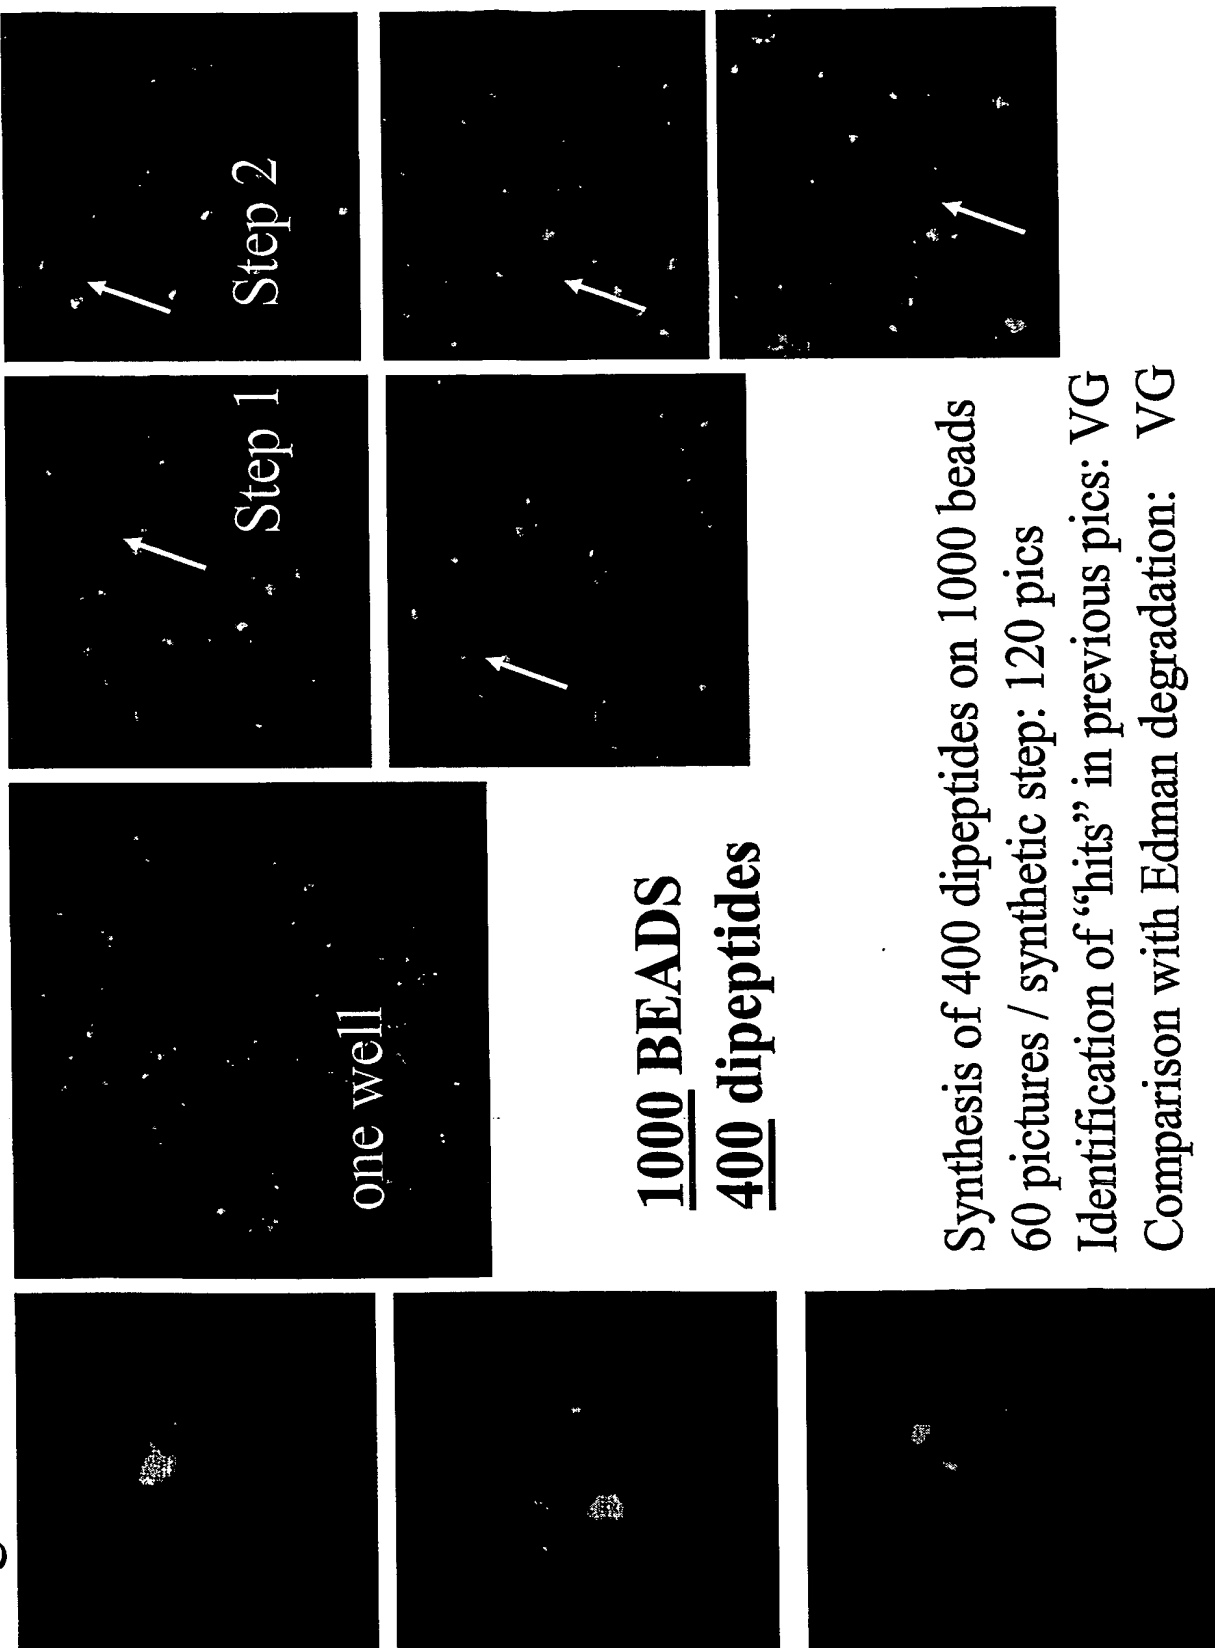 one well
Step 1
Step 2
1000 BEADS
400 dipeptides
Synthesis of 400 dipeptides on 1000 beads
60 pictures / synthetic step: 120 pics
Identification of “hits” in previous pics: VG
Comparison with Edman degradation: VG